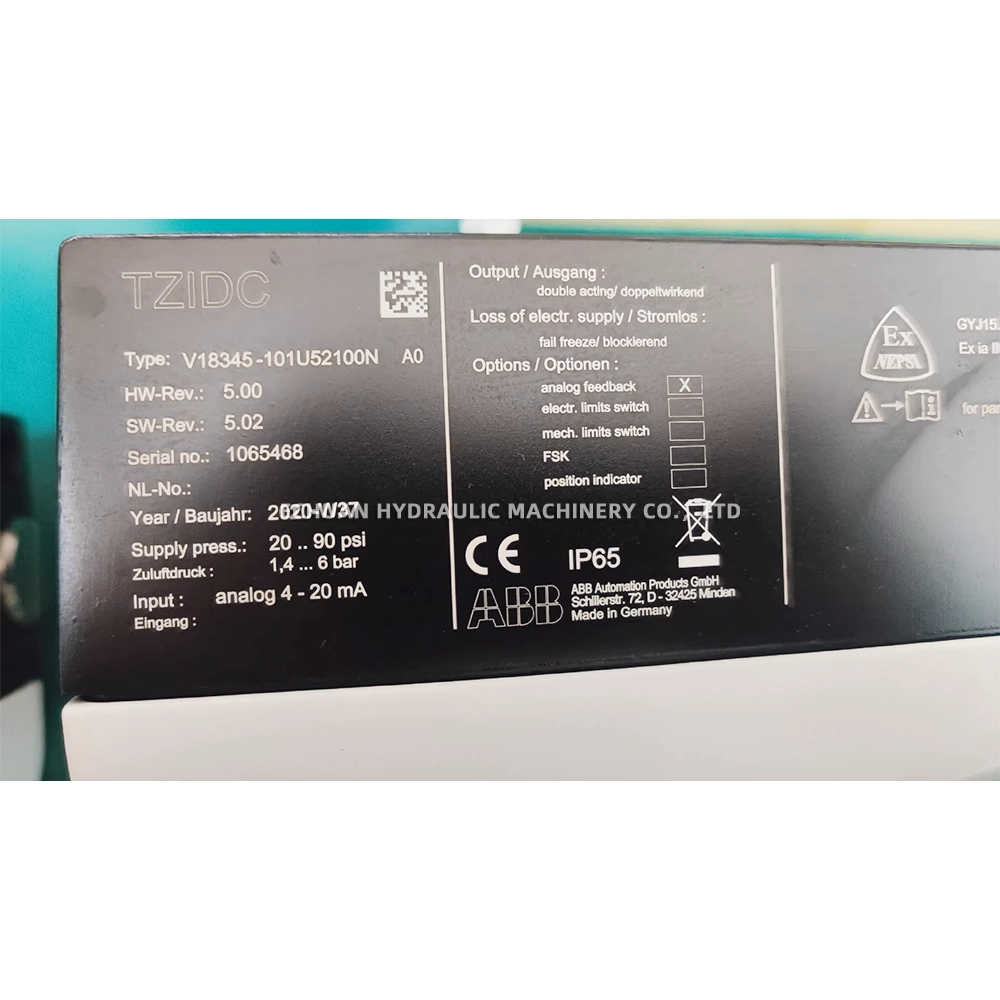 TZIDC
Type: V18345-101U52100N A0
HW-Rev.: 5.00
SW-Rev.: 5.02
Serial no.: 1065468
NL-No.:
Year / Baujahr:
Supply press.: 20 .. 90 psi
Zuluftdruck : 1,4 ... 6 bar
Input : analog 4 - 20 mA
Eingang :
Output / Ausgang :
double acting/ doppeltwirkend
Loss of electr. supply / Stromlos :
fail freeze/ blockierend
Options / Optionen :
analog feedback X
electr. limits switch
mech. limits switch
FSK
position indicator
HYDRAULIC MACHINERY CO., LTD
CE IP65
ABB
ABB Automation Products GmbH
Schillerstr. 72, D - 32425 Minden
Made in Germany
Ex
NEPSI
GYJ15.
Ex ia
for